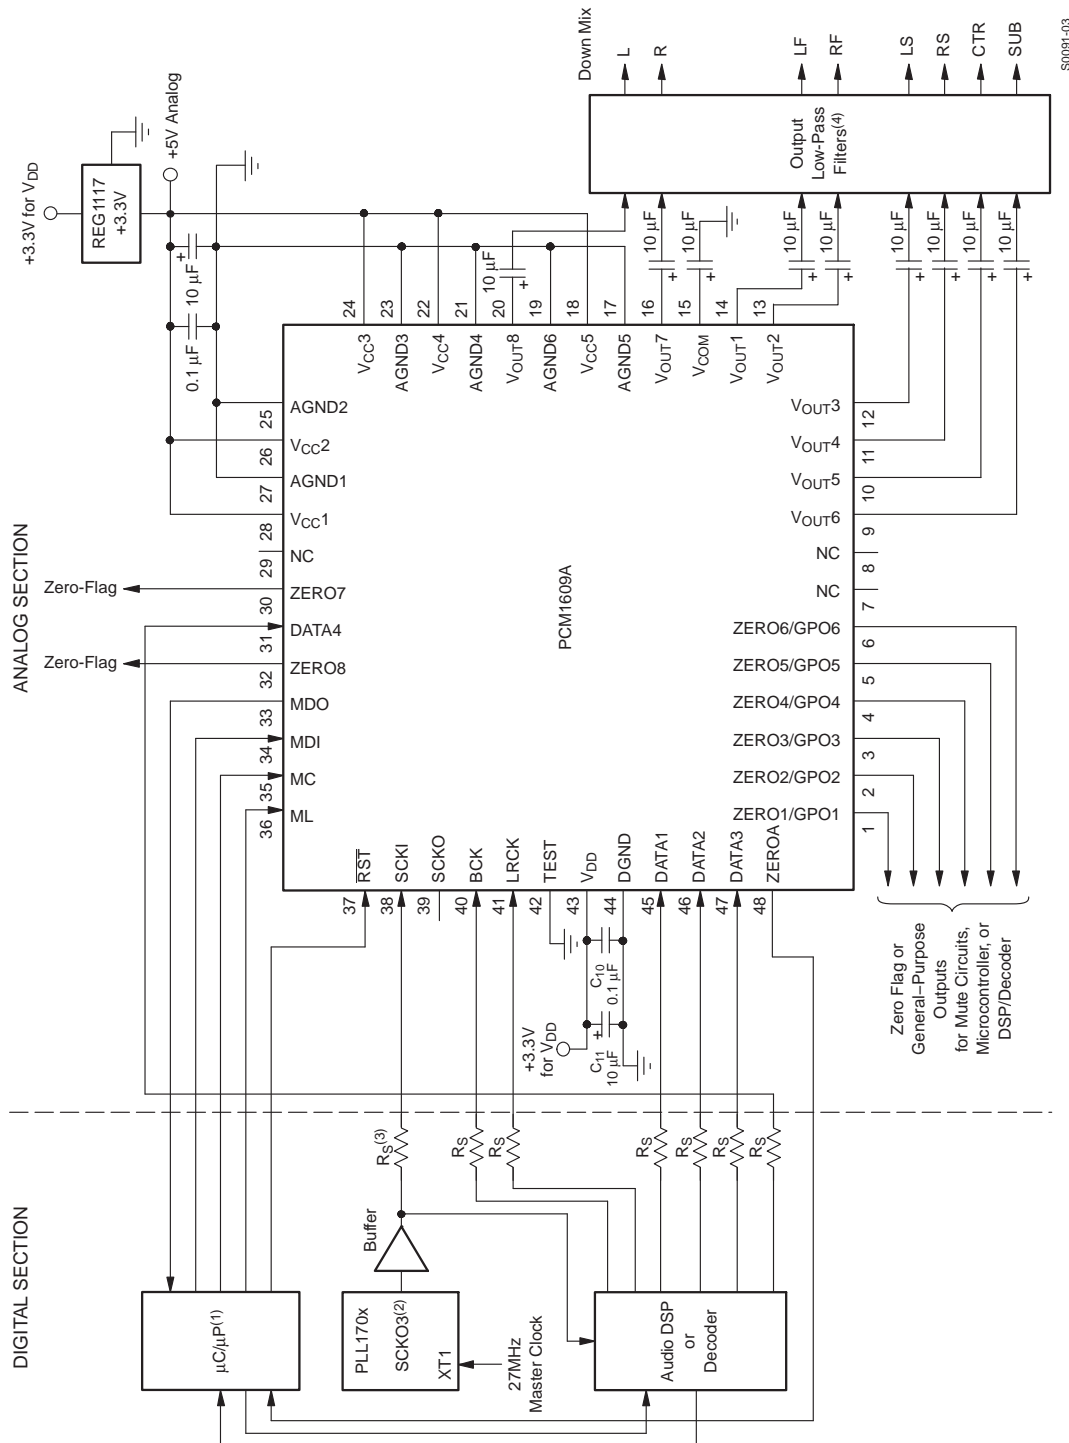 ANALOG SECTION
DIGITAL SECTION
+3.3V for VDD
REG1117
+3.3V
+5V Analog
0.1 µF
10 µF
+
Down Mix
L
R
LF
RF
LS
RS
CTR
SUB
Output
Low-Pass
Filters(4)
10 µF
+
10 µF
+
10 µF
+
10 µF
+
10 µF
+
10 µF
+
10 µF
+
10 µF
+
10 µF
+
24 VCC3
23 AGND3
22 VCC4
21 AGND4
20 VOUT8
19 AGND6
18 VCC5
17 AGND5
16 VOUT7
15 VCOM
14 VOUT1
13 VOUT2
25 AGND2
26 VCC2
27 AGND1
28 VCC1
29 NC
30 ZERO7
31 DATA4
32 ZERO8
33 MDO
34 MDI
35 MC
36 ML
Zero-Flag
Zero-Flag
PCM1609A
VOUT3 12
VOUT4 11
VOUT5 10
VOUT6 9
NC 8
NC 7
ZERO6/GPO6 6
ZERO5/GPO5 5
ZERO4/GPO4 4
ZERO3/GPO3 3
ZERO2/GPO2 2
ZERO1/GPO1 1
37 RST
38 SCKI
39 SCKO
40 BCK
41 LRCK
42 TEST
43 VDD
44 DGND
45 DATA1
46 DATA2
47 DATA3
48 ZEROA
C10
0.1 µF
C11
10 µF
+
+3.3V
for VDD
Zero Flag or
General–Purpose
Outputs
for Mute Circuits,
Microcontroller, or
DSP/Decoder
RS(3)
RS
RS
RS
RS
RS
RS
Buffer
µC/µP(1)
PLL170x
SCKO3(2)
XT1
27MHz
Master Clock
Audio DSP
or
Decoder
S0091-03